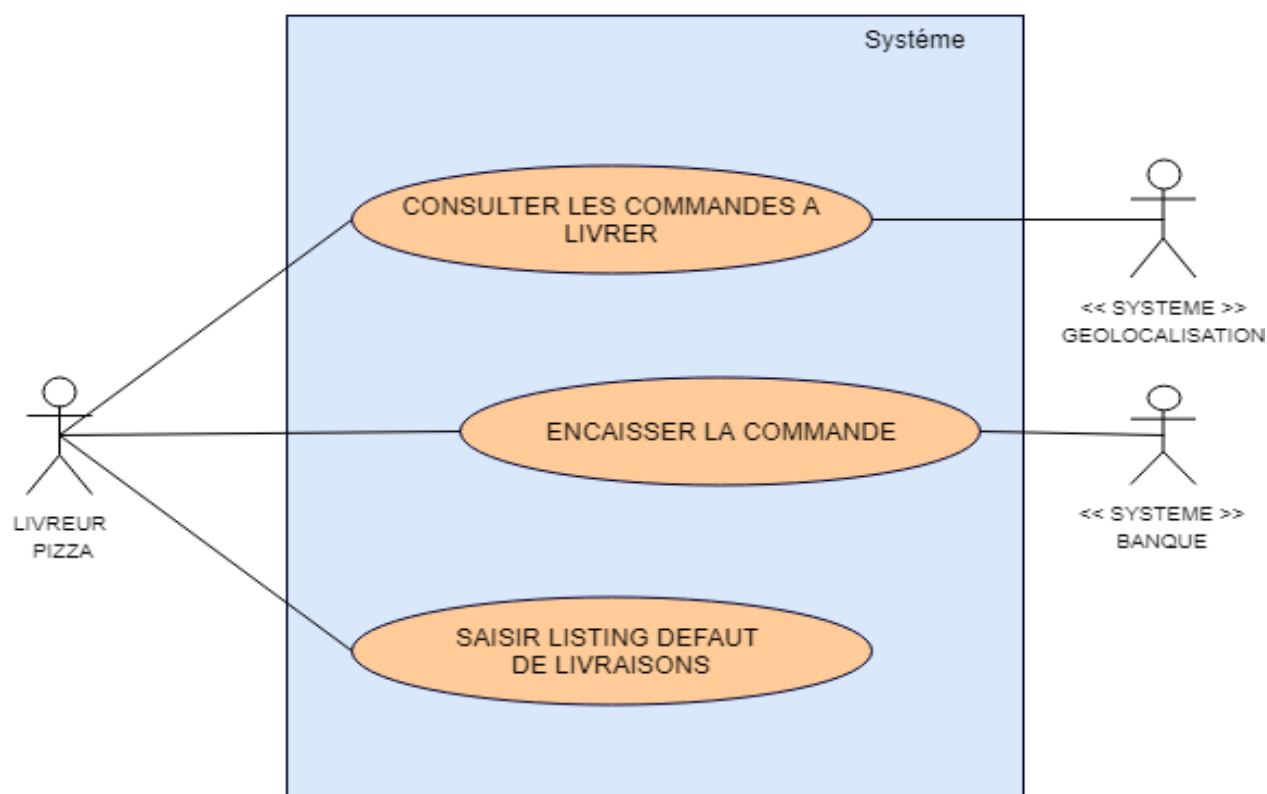 Systéme
CONSULTER LES COMMANDES A
LIVRER
<< SYSTEME >>
GEOLOCALISATION
ENCAISSER LA COMMANDE
LIVREUR
PIZZA
<< SYSTEME >>
BANQUE
SAISIR LISTING DEFAUT
DE LIVRAISONS